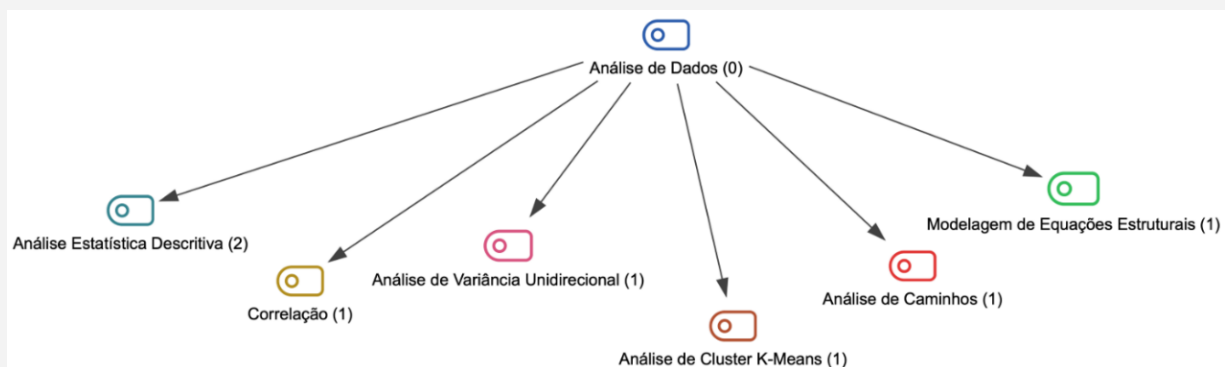 Análise de Dados (0)
Modelagem de Equações Estruturais (1)
Análise Estatística Descritiva (2)
Análise de Variância Unidirecional (1)
Análise de Caminhos (1)
Correlação (1)
Análise de Cluster K-Means (1)